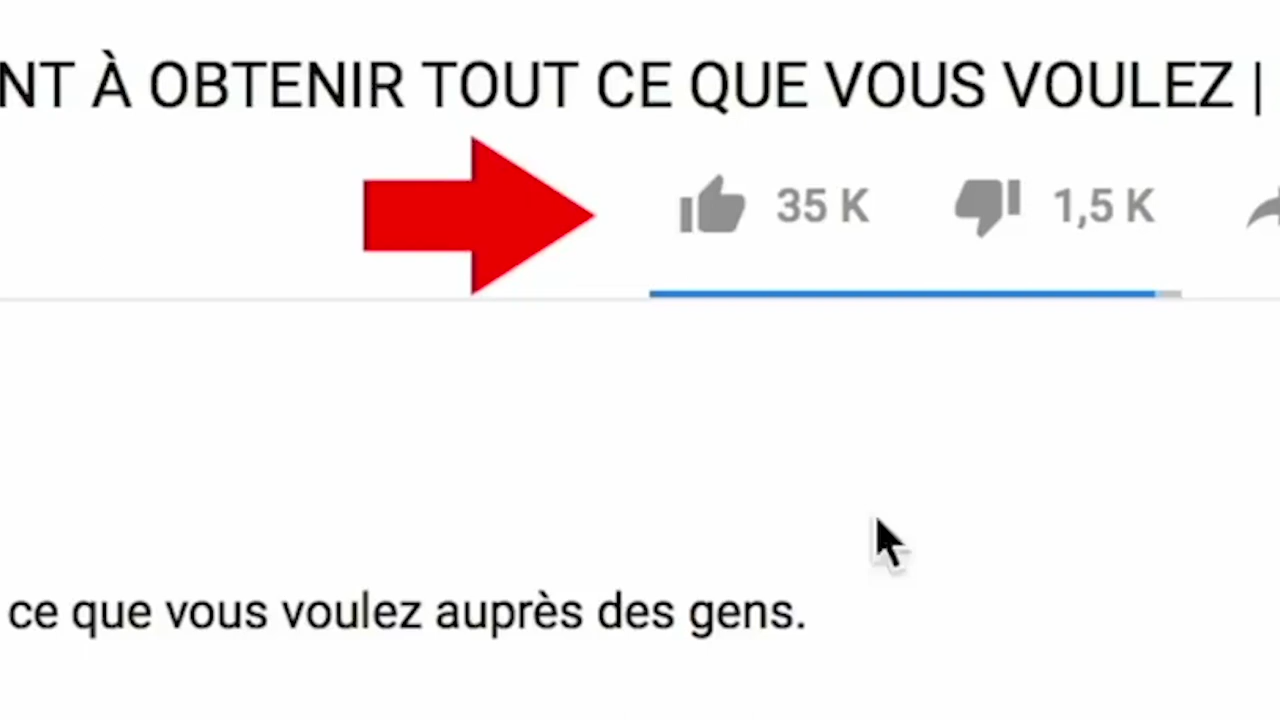 NT À OBTENIR TOUT CE QUE VOUS VOULEZ |
35 K 1,5 K
ce que vous voulez auprès des gens.